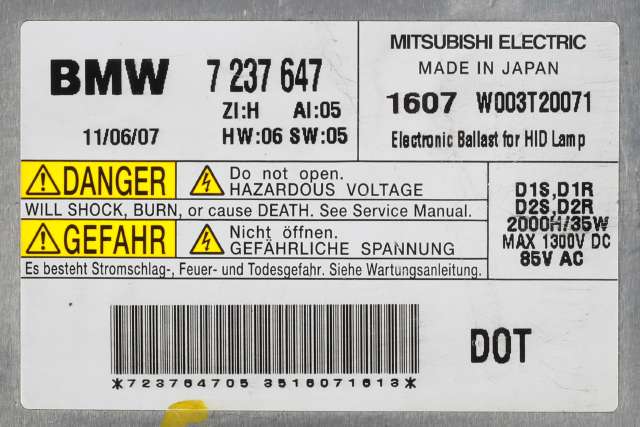 BMW 7 237 647
ZI:H AI:05
11/06/07 HW:06 SW:05
MITSUBISHI ELECTRIC
MADE IN JAPAN
1607 W003T20071
Electronic Ballast for HID Lamp
DANGER
Do not open.
HAZARDOUS VOLTAGE
WILL SHOCK, BURN, or cause DEATH. See Service Manual.
GEFAHR
Nicht öffnen.
GEFÄHRLICHE SPANNUNG
Es besteht Stromschlag-, Feuer- und Todesgefahr. Siehe Wartungsanleitung.
D1S,D1R
D2S,D2R
2000H/35W
MAX 1300V DC
85V AC
*723764705 3516071613*
DOT